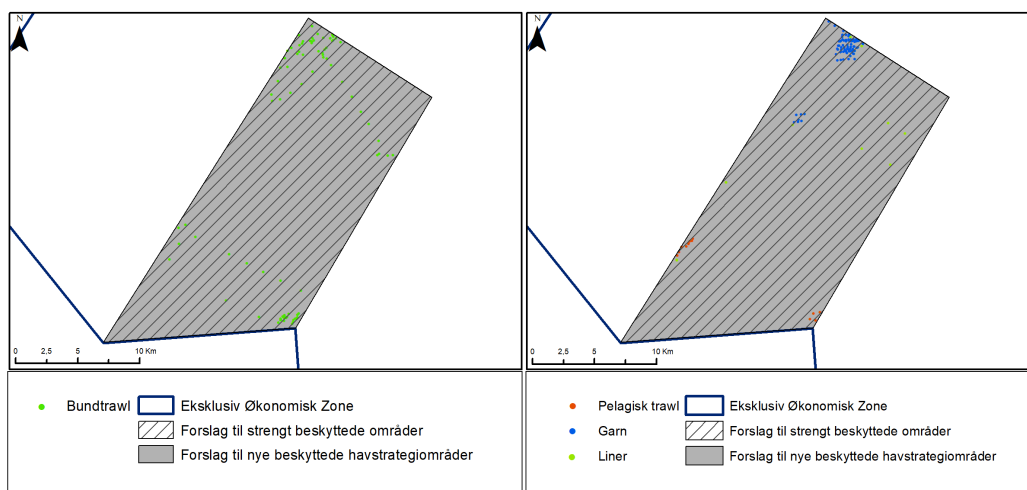 N
0 2,5 5 10 Km
Bundtrawl
Eksklusiv Økonomisk Zone
Forslag til strengt beskyttede områder
Forslag til nye beskyttede havstrategiområder
N
0 2,5 5 10 Km
Pelagisk trawl
Garn
Liner
Eksklusiv Økonomisk Zone
Forslag til strengt beskyttede områder
Forslag til nye beskyttede havstrategiområder